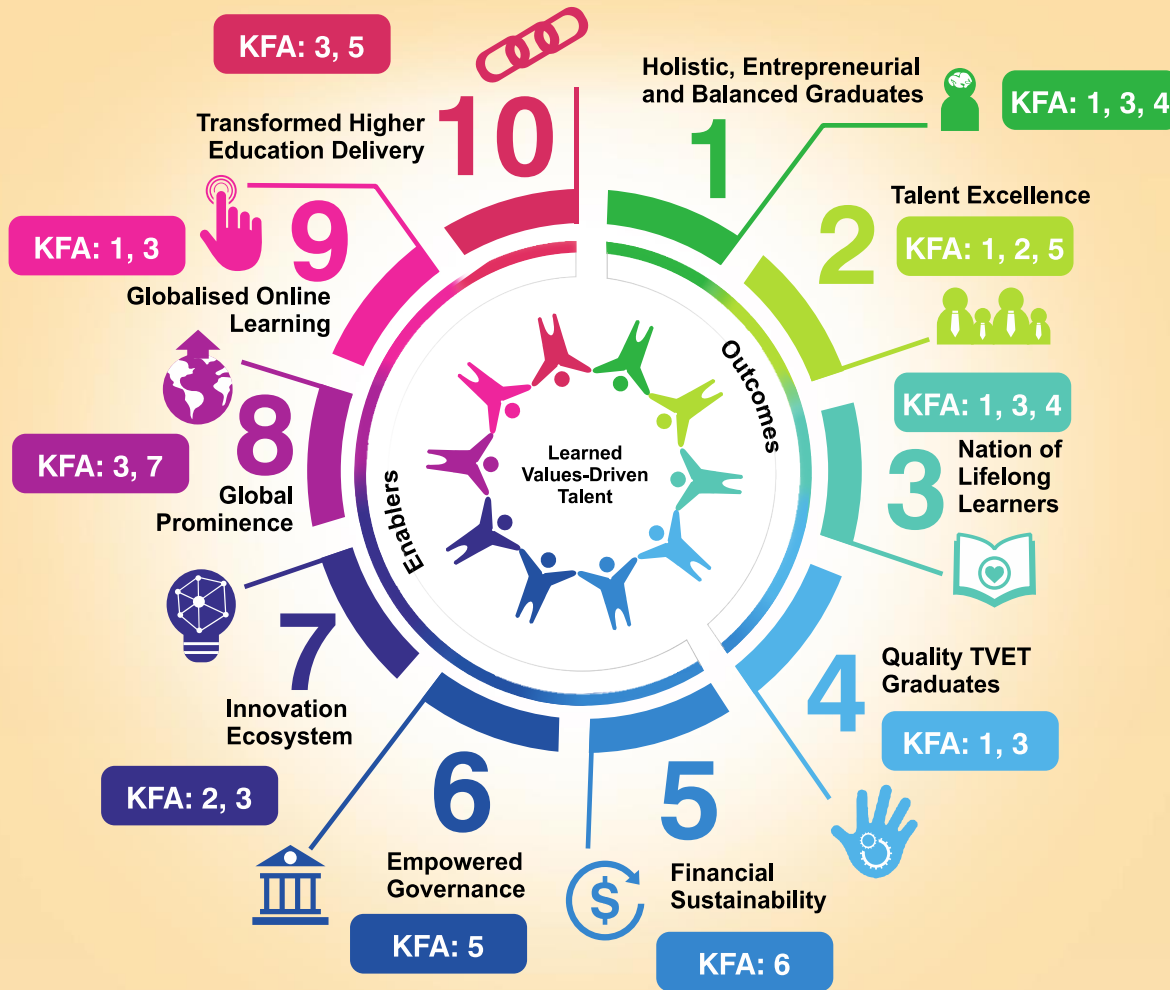 KFA: 3, 5
10
Transformed Higher
Education Delivery
1
Holistic, Entrepreneurial
and Balanced Graduates
KFA: 1, 3, 4
2
Talent Excellence
KFA: 1, 2, 5
KFA: 1, 3, 4
3
Nation of
Lifelong
Learners
4
Quality TVET
Graduates
KFA: 1, 3
5
Financial
Sustainability
KFA: 6
6
Empowered
Governance
KFA: 5
7
Innovation
Ecosystem
KFA: 2, 3
8
Global
Prominence
KFA: 3, 7
9
Globalised Online
Learning
KFA: 1, 3
Outcomes
Enablers
Learned
Values-Driven
Talent
$